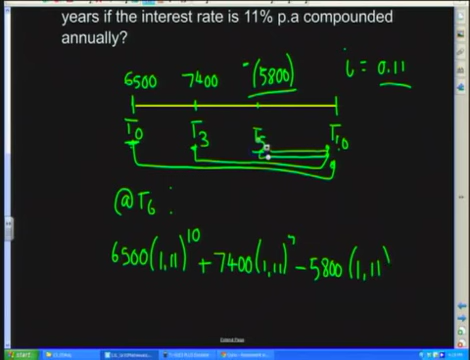 years if the interest rate is 11% p.a compounded
annually?
6500 7400 -(5800) i = 0.11
T0 T3 T5 T10
@T6 :
6500(1,11)^10 + 7400(1,11)^7 - 5800(1,11)
start